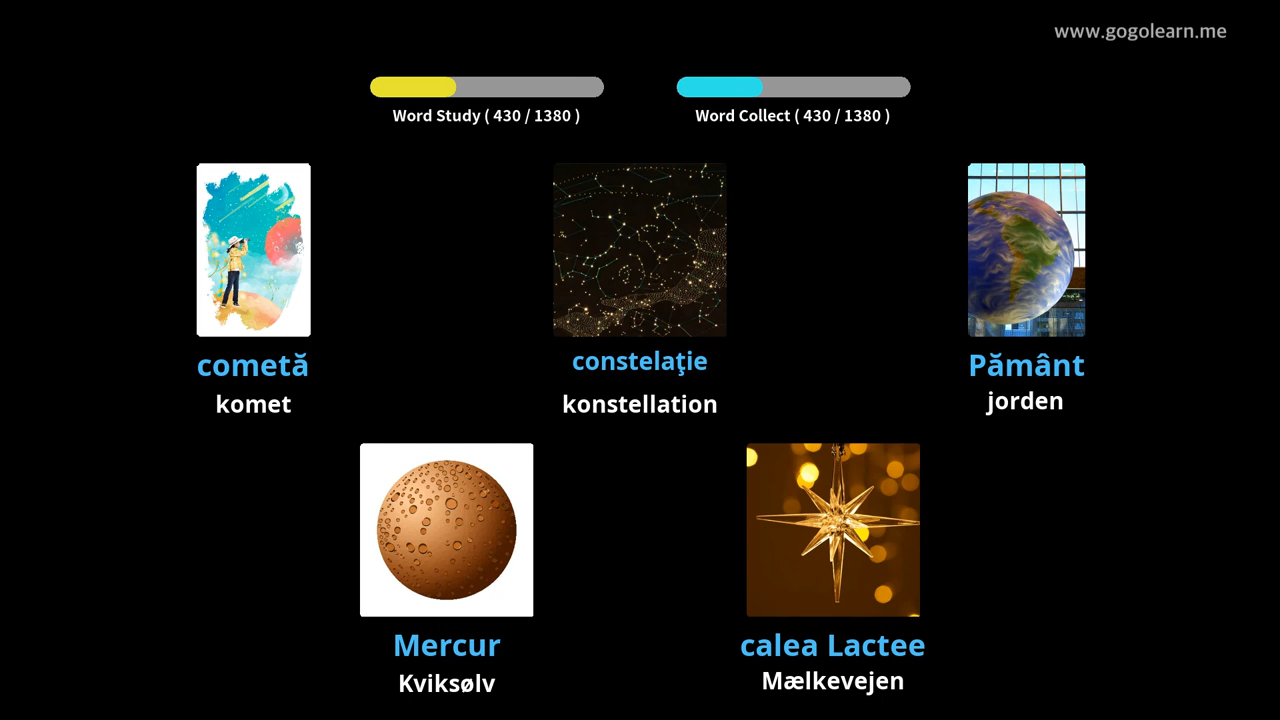 www.gogolearn.me
Word Study ( 430 / 1380 )
Word Collect ( 430 / 1380 )
cometă
constelaţie
Pământ
komet
konstellation
jorden
Mercur
calea Lactee
Kviksølv
Mælkevejen